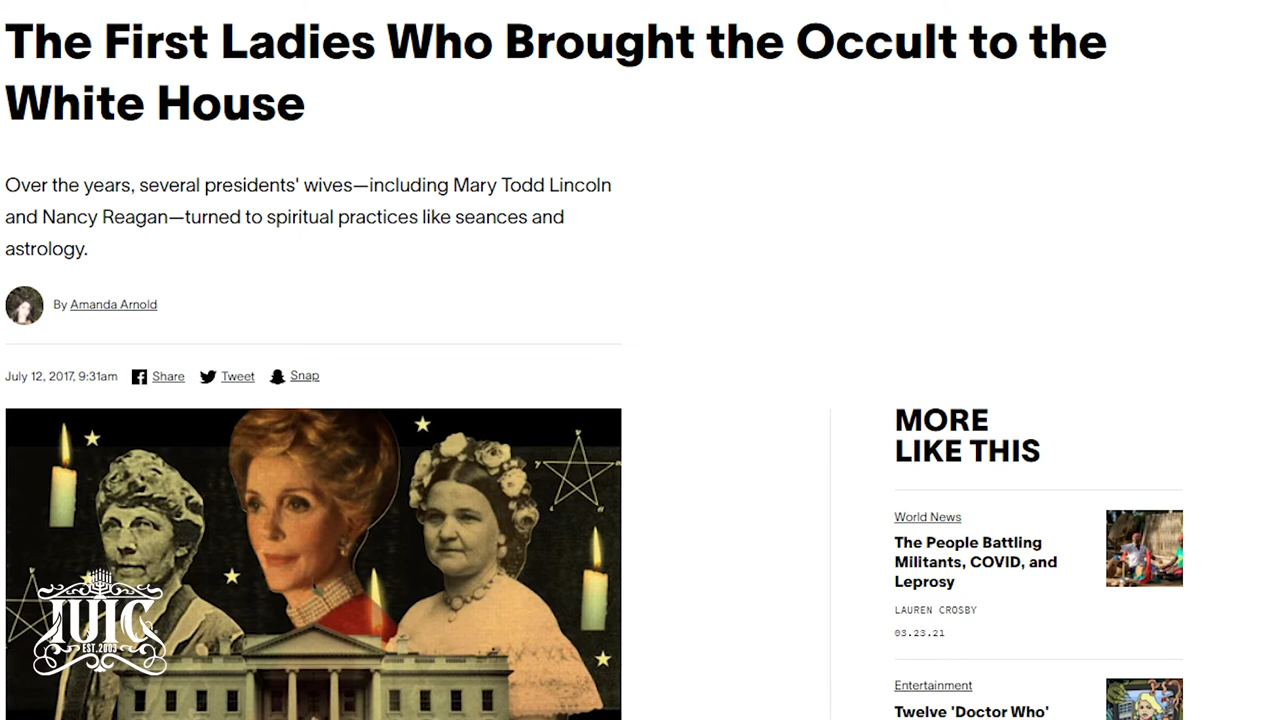 The First Ladies Who Brought the Occult to the
White House
Over the years, several presidents' wives—including Mary Todd Lincoln
and Nancy Reagan—turned to spiritual practices like seances and
astrology.
By Amanda Arnold
July 12, 2017, 9:31am Share Tweet Snap
MORE
LIKE THIS
World News
The People Battling
Militants, COVID, and
Leprosy
LAUREN CROSBY
03.23.21
Entertainment
Twelve 'Doctor Who'
IUIC
EST. 2003